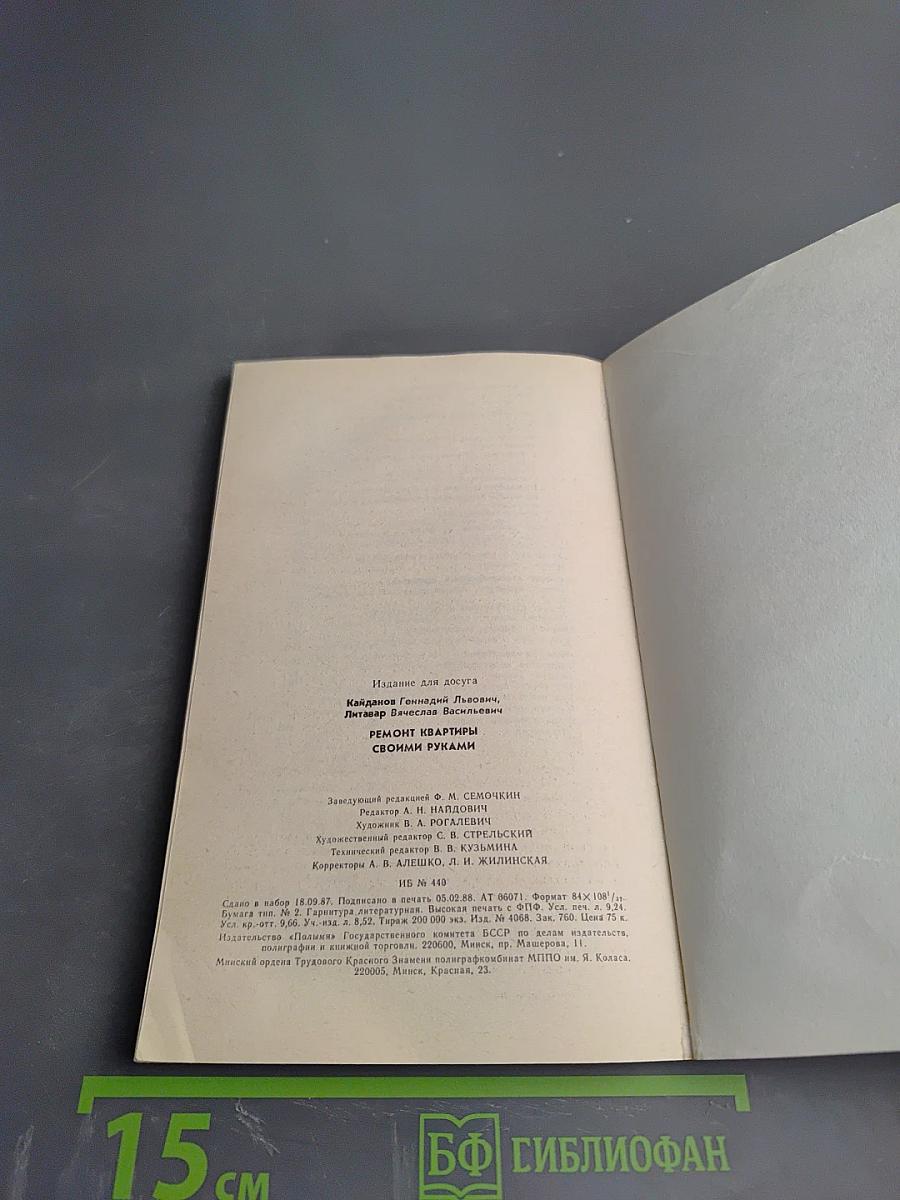 Издание для досуга
Кайданов Геннадий Львович,
Литавар Вячеслав Васильевич
РЕМОНТ КВАРТИРЫ
СВОИМИ РУКАМИ
Заведующий редакцией Ф. М. СЕМОЧКИН
Редактор А. Н. НАЙДОВИЧ
Художник В. А. РОГАЛЕВИЧ
Художественный редактор С. В. СТРЕЛЬСКИЙ
Технический редактор В. В. КУЗЬМИНА
Корректоры А. В. АЛЕШКО, Л. И. ЖИЛИНСКАЯ
ИБ № 440
Сдано в набор 18.09.87. Подписано в печать 05.02.88. АТ 06071. Формат 84×108¹/₃₂.
Бумага тип. № 2. Гарнитура литературная. Высокая печать с ФПФ. Усл. печ. л. 9,24.
Усл. кр.-отт. 9,66. Уч.-изд. л. 8,52. Тираж 200 000 экз. Изд. № 4068. Зак. 760. Цена 75 к.
Издательство «Полымя» Государственного комитета БССР по делам издательств,
полиграфии и книжной торговли. 220600, Минск, пр. Машерова, 11.
Минский ордена Трудового Красного Знамени полиграфкомбинат МППО им. Я. Коласа.
220005, Минск, Красная, 23.
15 см
БФ БИБЛИОФАН